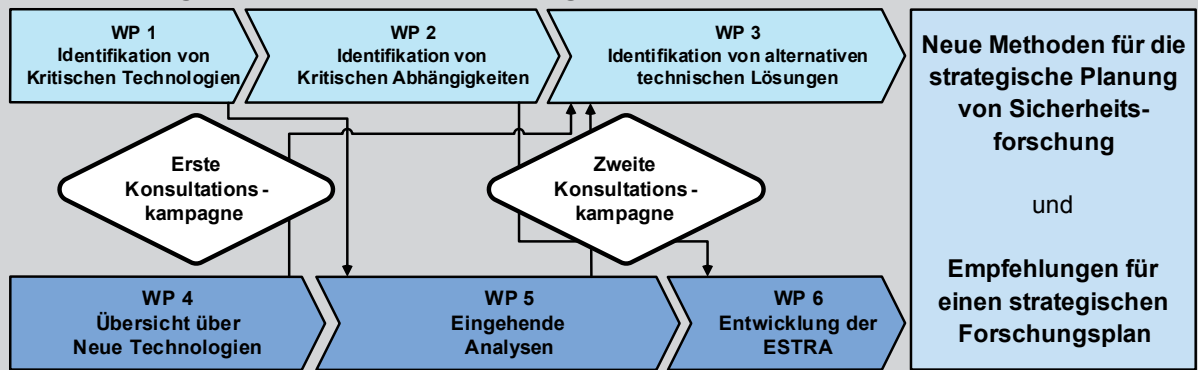 WP 1
Identifikation von
Kritischen Technologien
WP 2
Identifikation von
Kritischen Abhängigkeiten
WP 3
Identifikation von alternativen
technischen Lösungen
Erste
Konsultations -
kampagne
Zweite
Konsultations -
kampagne
WP 4
Übersicht über
Neue Technologien
WP 5
Eingehende
Analysen
WP 6
Entwicklung der
ESTRA
Neue Methoden für die
strategische Planung
von Sicherheits-
forschung
und
Empfehlungen für
einen strategischen
Forschungsplan